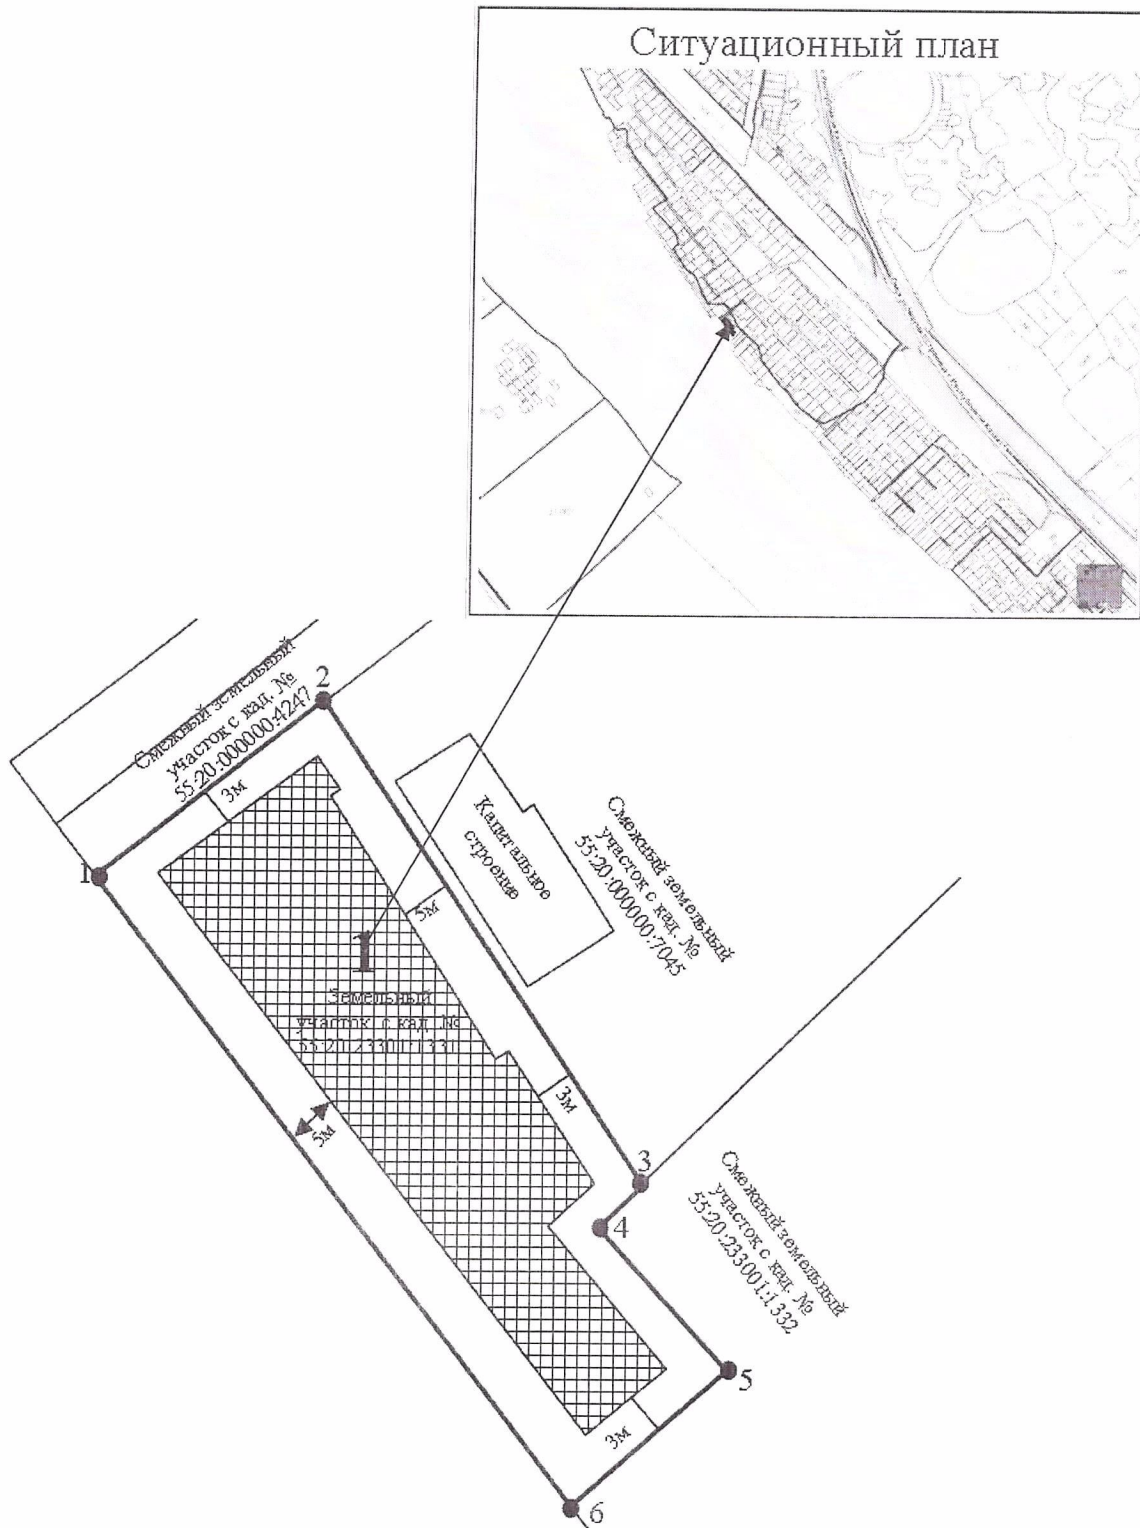 Ситуационный план
2
Смежный земельный
участок с кад. №
55:20:000000:4247
3м
1
Капитальное
строение
Смежный земельный
участок с кад. №
55:20:000000:7045
3м
1
Земельный
участок с кад. №
5м
3м
3
4
Смежный земельный
участок с кад. №
55:20:233001:1332
5
3м
6